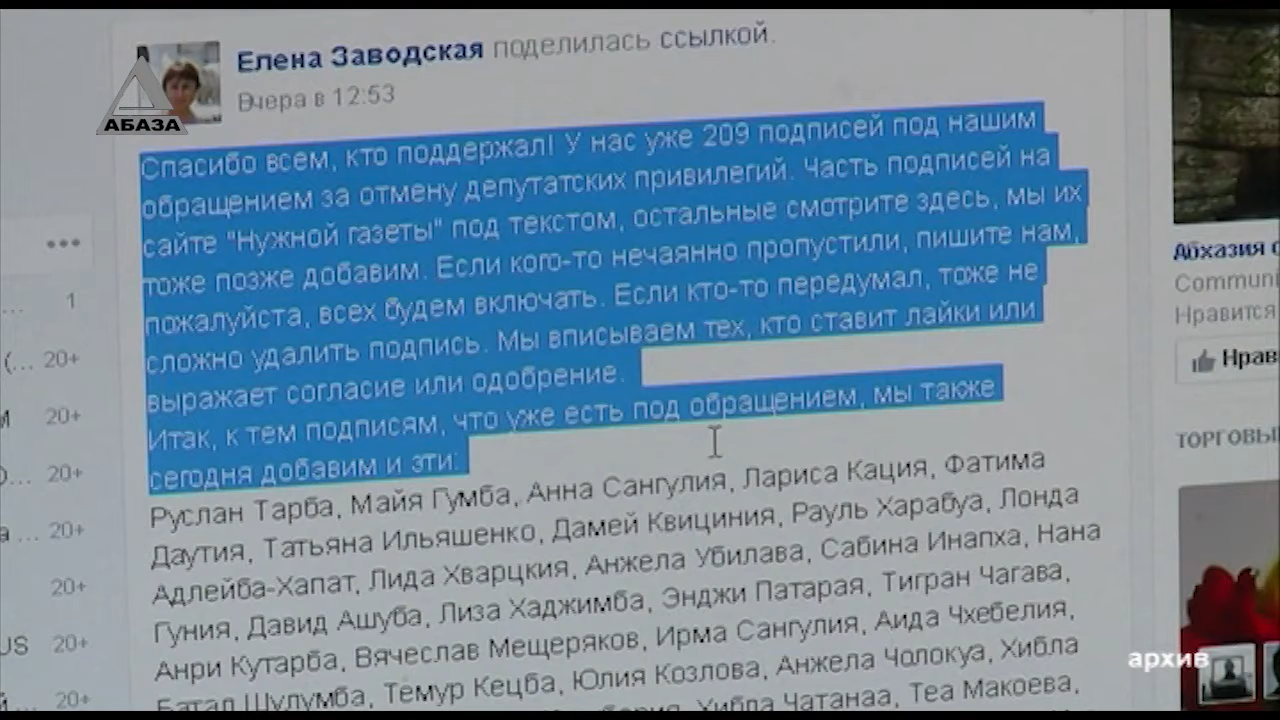 Елена Заводская поделилась ссылкой.
Вчера в 12:53
АБАЗА
Спасибо всем, кто поддержал! У нас уже 209 подписей под нашим
обращением за отмену депутатских привилегий. Часть подписей на
сайте "Нужной газеты" под текстом, остальные смотрите здесь, мы их
тоже позже добавим. Если кого-то нечаянно пропустили, пишите нам,
пожалуйста, всех будем включать. Если кто-то передумал, тоже не
сложно удалить подпись. Мы вписываем тех, кто ставит лайки или
выражает согласие или одобрение.
Итак, к тем подписям, что уже есть под обращением, мы также
сегодня добавим и эти:
Руслан Тарба, Майя Гумба, Анна Сангулия, Лариса Кация, Фатима
Даутия, Татьяна Ильяшенко, Дамей Квициния, Рауль Харабуа, Лонда
Адлейба-Хапат, Лида Хварцкия, Анжела Убилава, Сабина Инапха, Нана
Гуния, Давид Ашуба, Лиза Хаджимба, Энджи Патарая, Тигран Чагава,
Анри Кутарба, Вячеслав Мещеряков, Ирма Сангулия, Аида Чхебелия,
Батал Шулумба, Темур Кецба, Юлия Козлова, Анжела Чолокуа, Хибла
Хибла Чатанаа, Теа Макоева,
1
(... 20+
20+
20+
20+
20+
US 20+
20+
Абхазия
Нравится
Нрав
архив